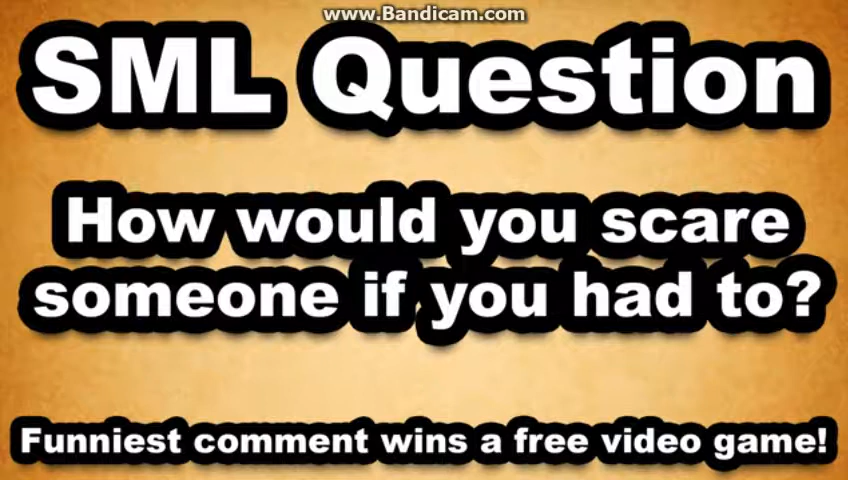 www.Bandicam.com
SML Question
How would you scare
someone if you had to?
Funniest comment wins a free video game!